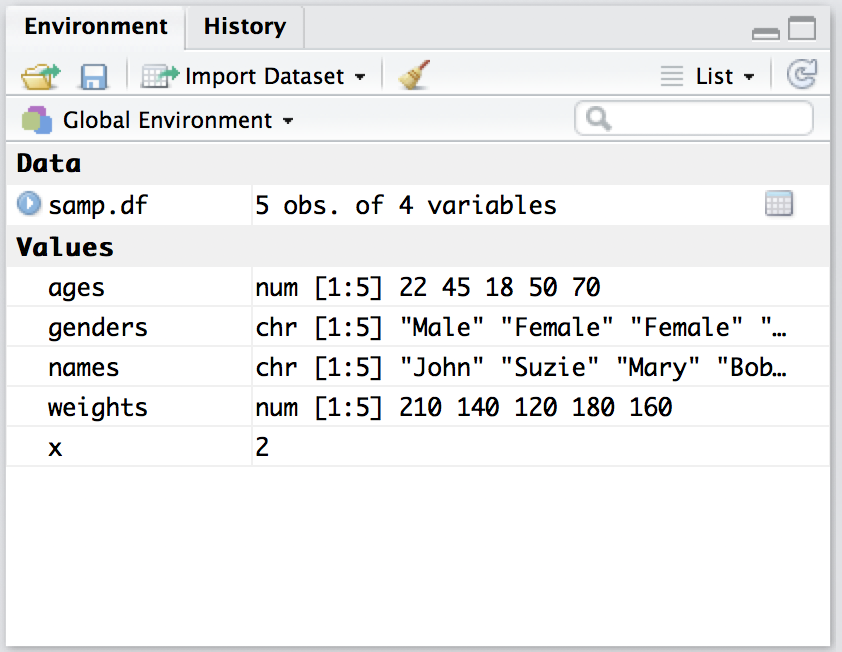 Environment History
Import Dataset List
Global Environment
Data
samp.df 5 obs. of 4 variables
Values
ages num [1:5] 22 45 18 50 70
genders chr [1:5] "Male" "Female" "Female" "…
names chr [1:5] "John" "Suzie" "Mary" "Bob…
weights num [1:5] 210 140 120 180 160
x 2